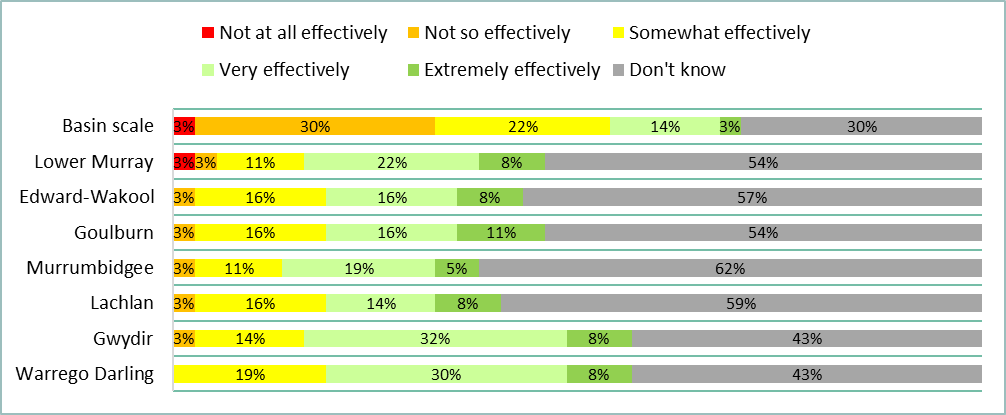 Not at all effectively Not so effectively Somewhat effectively
Very effectively Extremely effectively Don't know
Basin scale 3% 30% 22% 14% 3% 30%
Lower Murray 3% 3% 11% 22% 8% 54%
Edward-Wakool 3% 16% 16% 8% 57%
Goulburn 3% 16% 16% 11% 54%
Murrumbidgee 3% 11% 19% 5% 62%
Lachlan 3% 16% 14% 8% 59%
Gwydir 3% 14% 32% 8% 43%
Warrego Darling 19% 30% 8% 43%